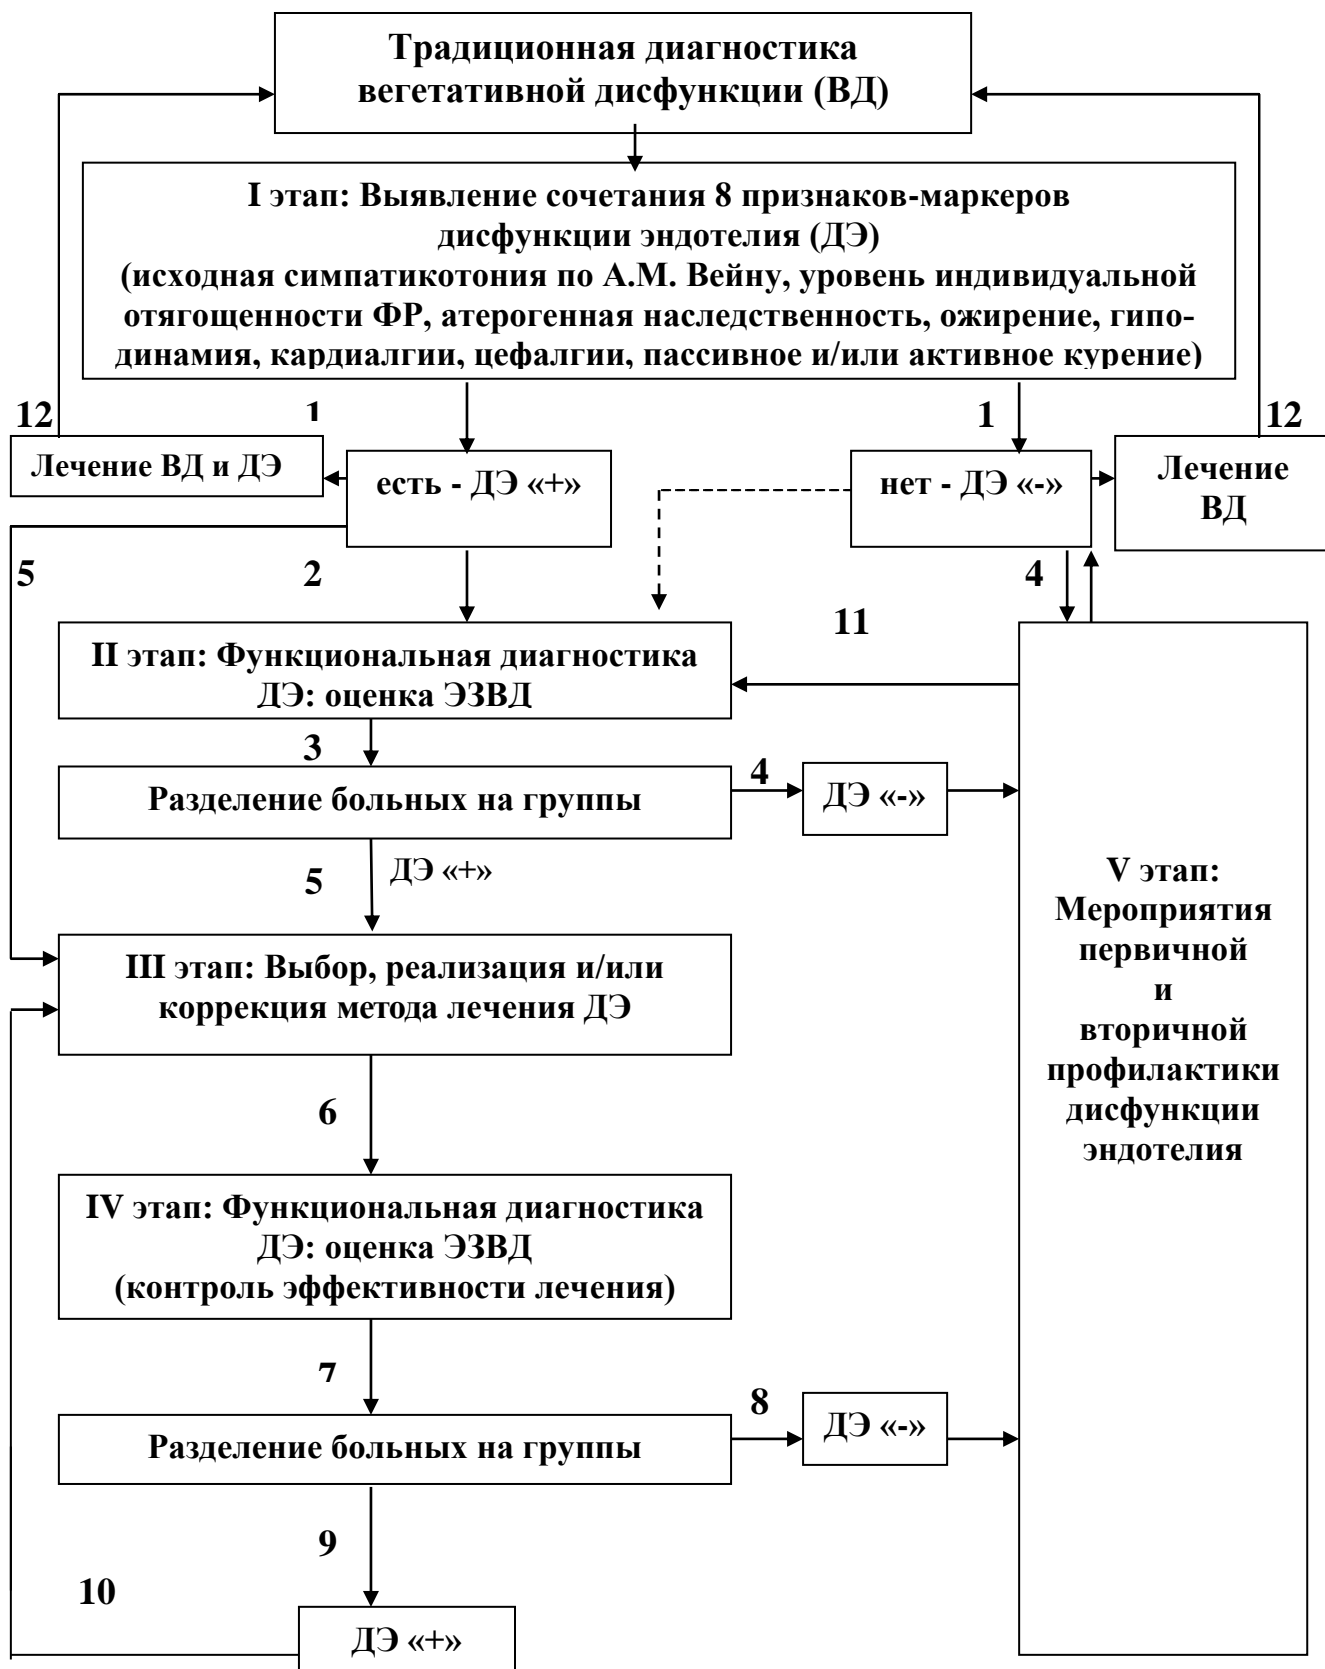 Традиционная диагностика
вегетативной дисфункции (ВД)
I этап: Выявление сочетания 8 признаков-маркеров
дисфункции эндотелия (ДЭ)
(исходная симпатикотония по А.М. Вейну, уровень индивидуальной
отягощенности ФР, атерогенная наследственность, ожирение, гипо-
динамия, кардиалгии, цефалгии, пассивное и/или активное курение)
12
1
1
12
Лечение ВД и ДЭ
есть - ДЭ «+»
нет - ДЭ «-»
Лечение
ВД
5
2
4
11
II этап: Функциональная диагностика
ДЭ: оценка ЭЗВД
3
4
Разделение больных на группы
ДЭ «-»
5
ДЭ «+»
III этап: Выбор, реализация и/или
коррекция метода лечения ДЭ
V этап:
Мероприятия
первичной
и
вторичной
профилактики
дисфункции
эндотелия
6
IV этап: Функциональная диагностика
ДЭ: оценка ЭЗВД
(контроль эффективности лечения)
7
8
Разделение больных на группы
ДЭ «-»
9
10
ДЭ «+»